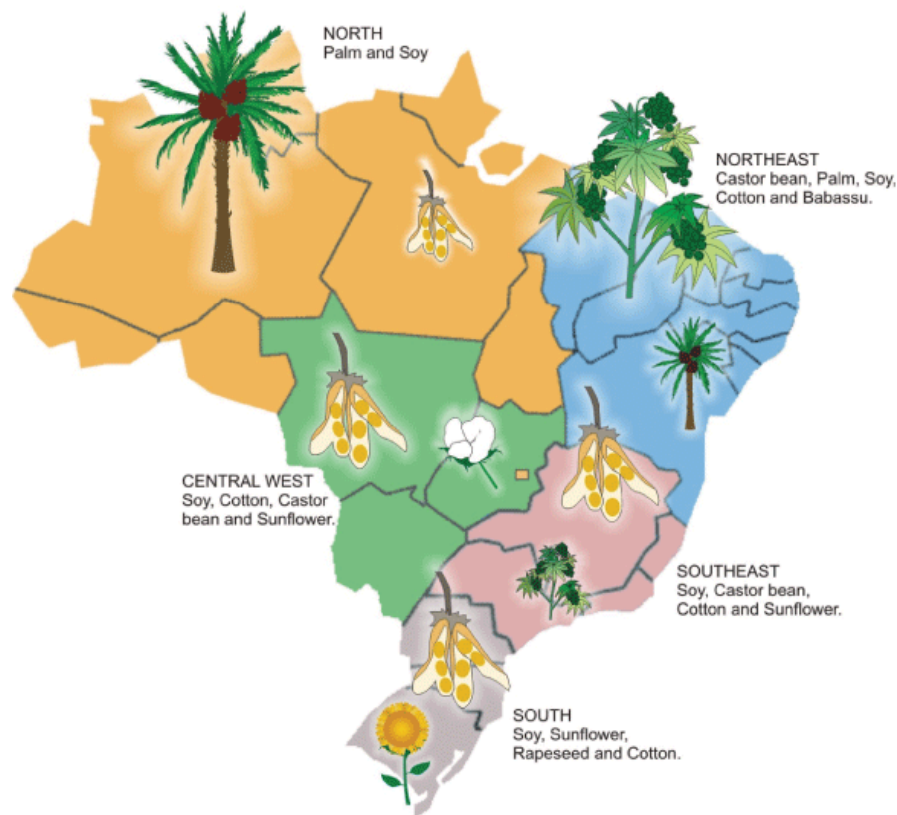 NORTH
Palm and Soy
NORTHEAST
Castor bean, Palm, Soy,
Cotton and Babassu.
CENTRAL WEST
Soy, Cotton, Castor
bean and Sunflower.
SOUTHEAST
Soy, Castor bean,
Cotton and Sunflower.
SOUTH
Soy, Sunflower,
Rapeseed and Cotton.